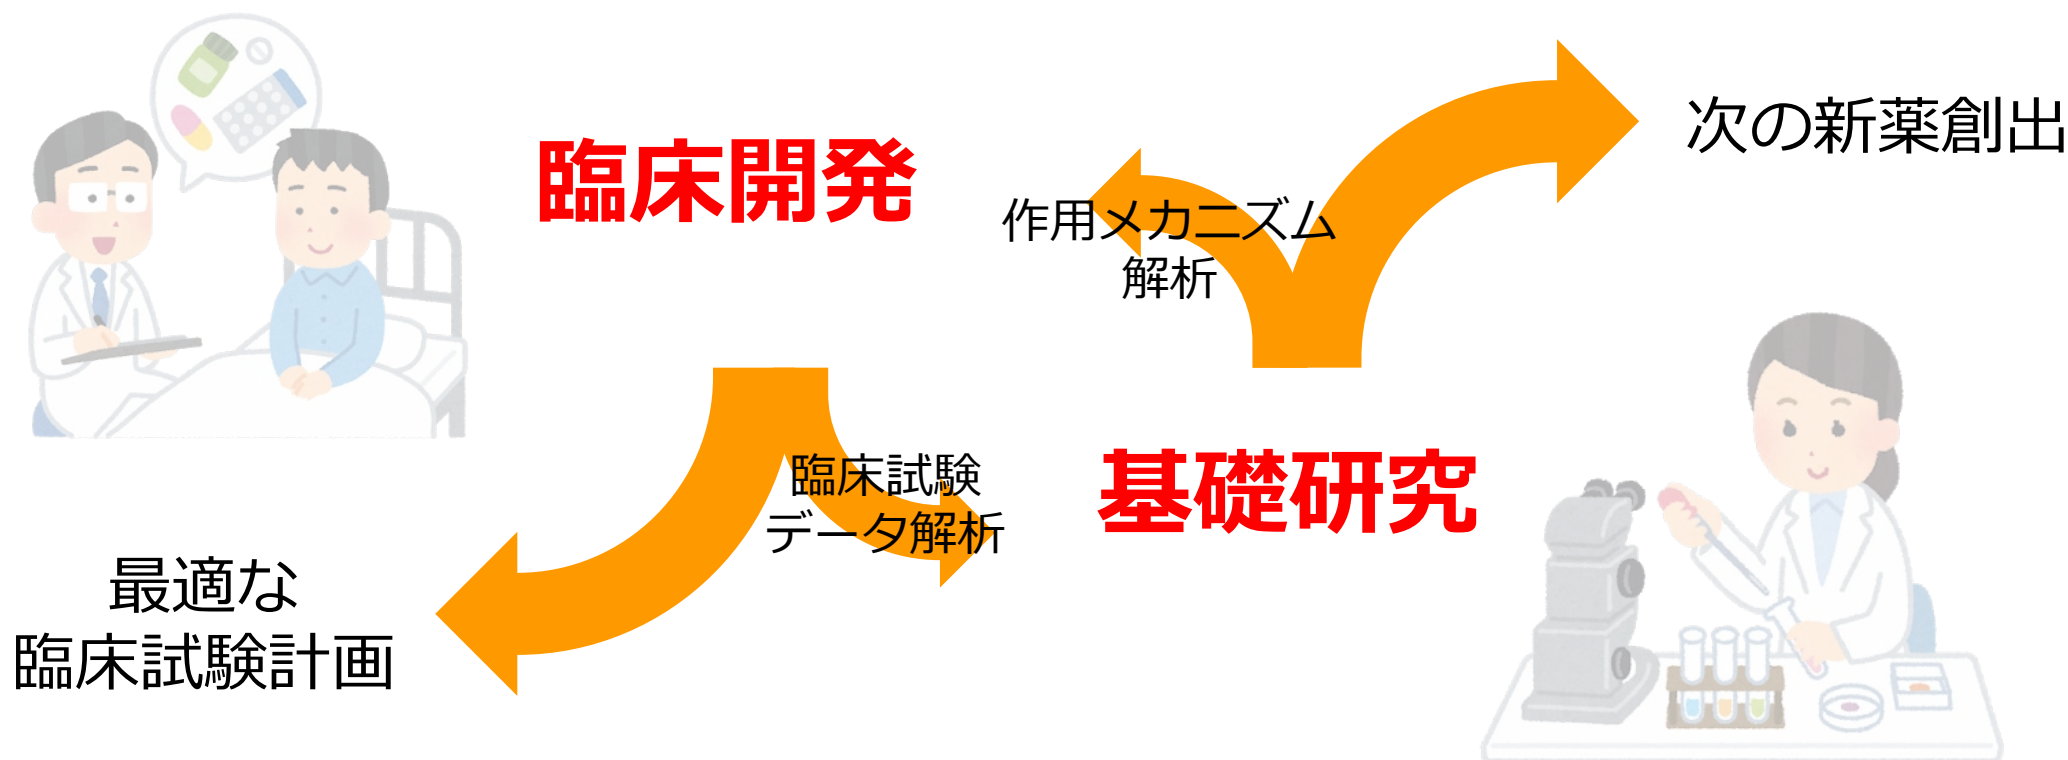 臨床開発
次の新薬創出
作用メカニズム
解析
臨床試験
データ解析
基礎研究
最適な
臨床試験計画